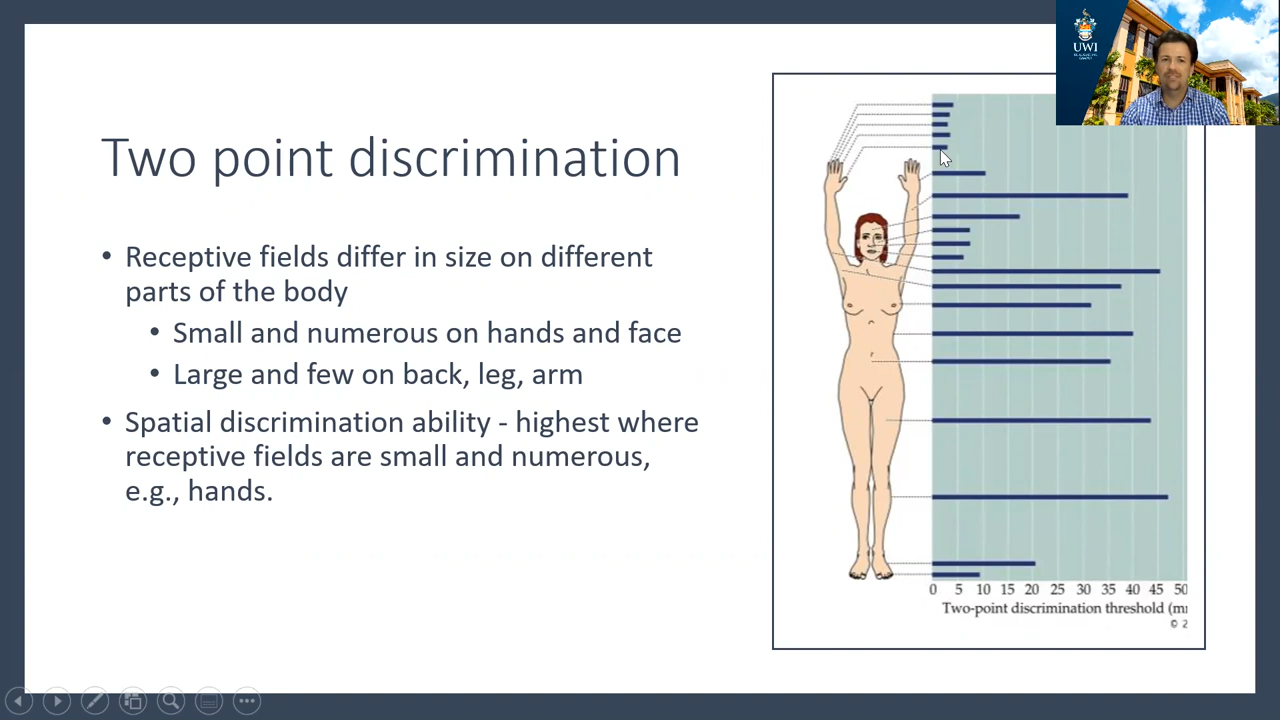 UWI
Two point discrimination
• Receptive fields differ in size on different
parts of the body
• Small and numerous on hands and face
• Large and few on back, leg, arm
• Spatial discrimination ability - highest where
receptive fields are small and numerous,
e.g., hands.
0 5 10 15 20 25 30 35 40 45 50
Two-point discrimination threshold (m
© 2